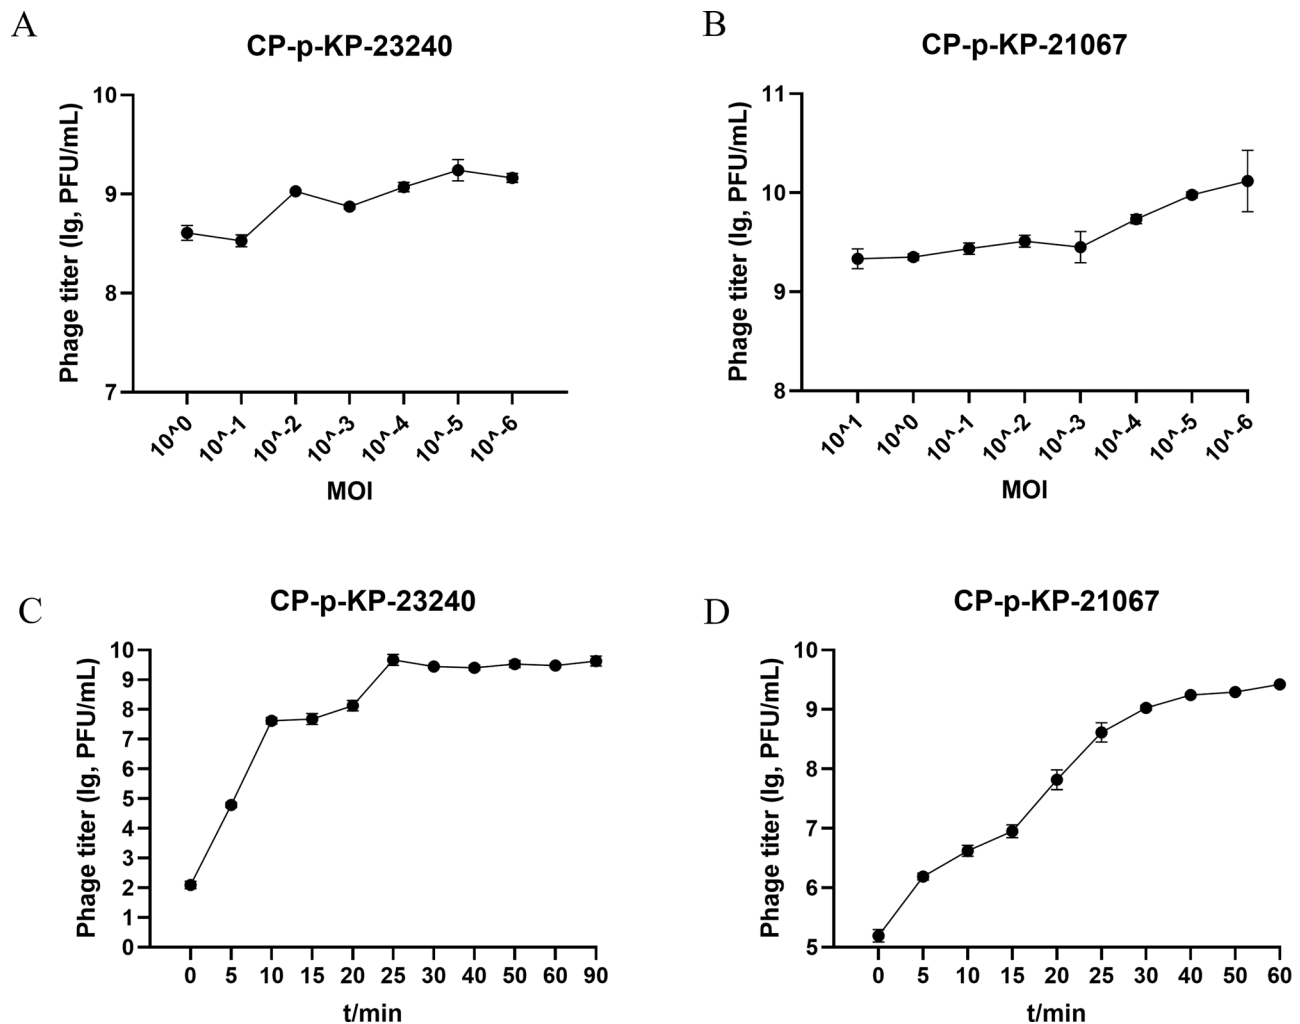 A
CP-p-KP-23240
Phage titer (lg, PFU/mL)
10
9
8
7
10^0
10^-1
10^-2
10^-3
10^-4
10^-5
10^-6
MOI
B
CP-p-KP-21067
Phage titer (lg, PFU/mL)
11
10
9
8
10^1
10^0
10^-1
10^-2
10^-3
10^-4
10^-5
10^-6
MOI
C
CP-p-KP-23240
Phage titer (lg, PFU/mL)
10
9
8
7
6
5
4
3
2
1
0
0 5 10 15 20 25 30 40 50 60 90
t/min
D
CP-p-KP-21067
Phage titer (lg, PFU/mL)
10
9
8
7
6
5
0 5 10 15 20 25 30 40 50 60
t/min